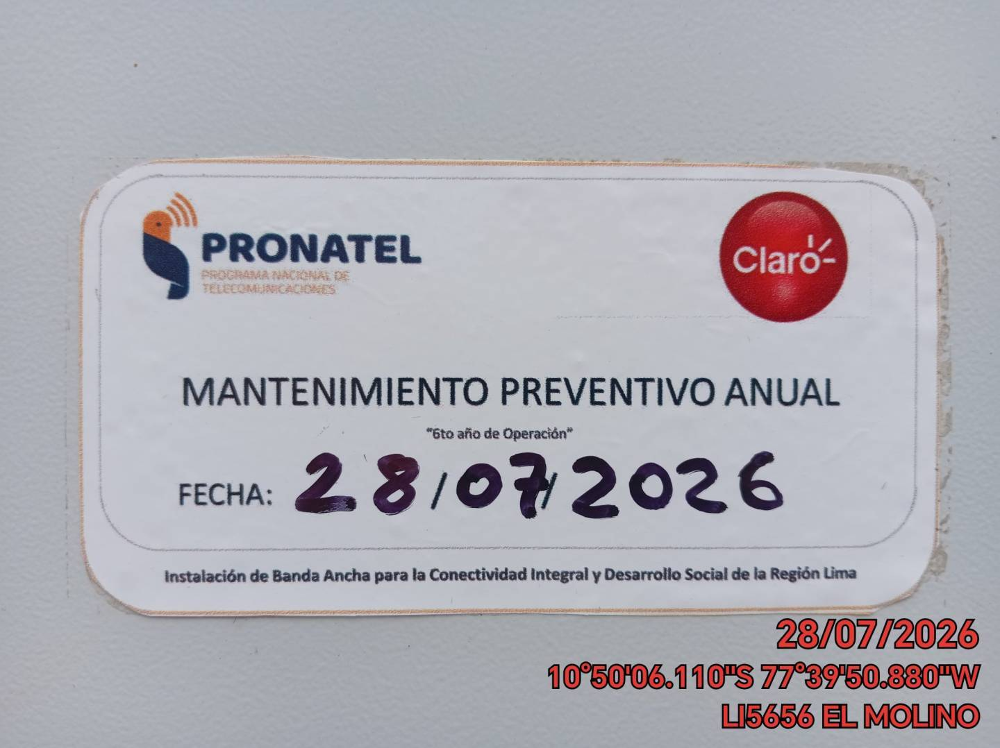 PRONATEL
PROGRAMA NACIONAL DE
TELECOMUNICACIONES
Claro
MANTENIMIENTO PREVENTIVO ANUAL
"6to año de Operación"
FECHA: 28/07/2026
Instalación de Banda Ancha para la Conectividad Integral y Desarrollo Social de la Región Lima
28/07/2026
10°50'06.110"S 77°39'50.880"W
LI5656 EL MOLINO